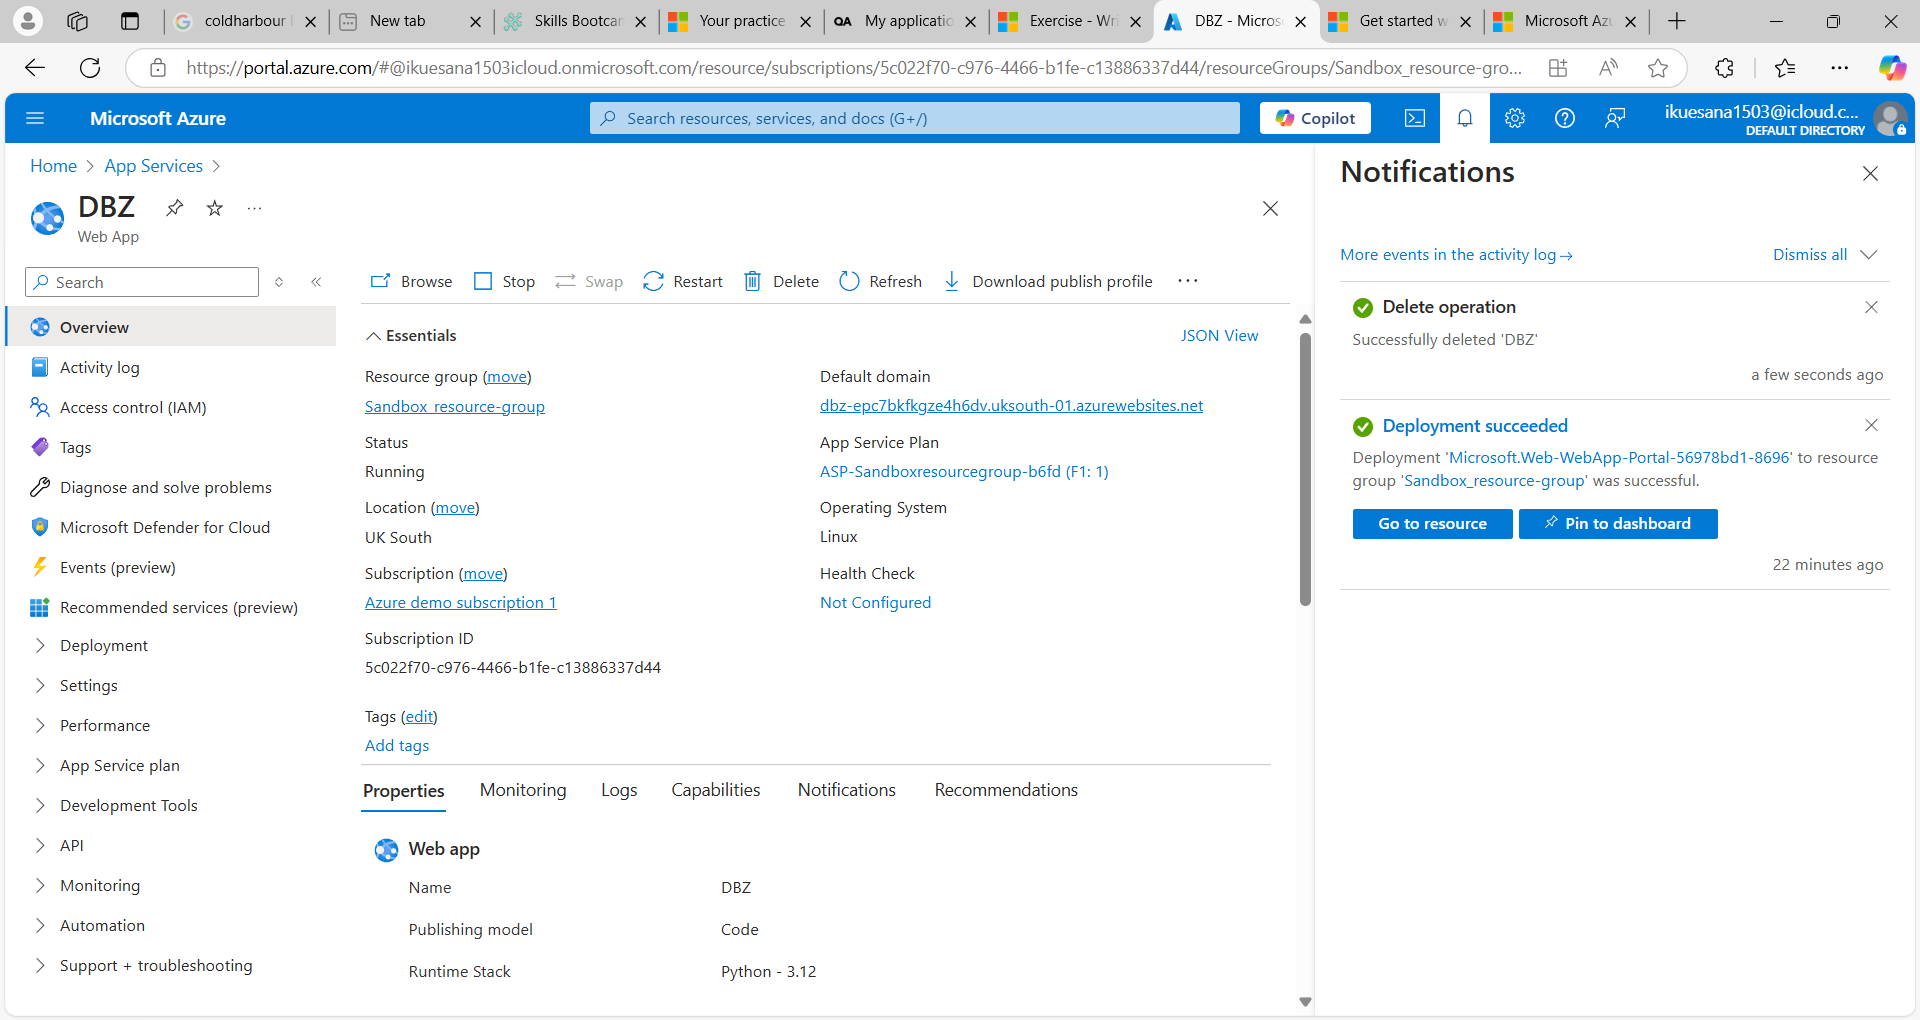 coldharbour
New tab
Skills Bootcam
Your practice
QA My applicatio
Exercise - Wri
DBZ - Micros
Get started w
Microsoft Azu
https://portal.azure.com/#@ikuesana1503icloud.onmicrosoft.com/resource/subscriptions/5c022f70-c976-4466-b1fe-c13886337d44/resourceGroups/Sandbox_resource-gro...
Microsoft Azure
Search resources, services, and docs (G+/)
Copilot
ikuesana1503@icloud.c...
DEFAULT DIRECTORY
Home > App Services >
DBZ
Web App
Search
Overview
Activity log
Access control (IAM)
Tags
Diagnose and solve problems
Microsoft Defender for Cloud
Events (preview)
Recommended services (preview)
Deployment
Settings
Performance
App Service plan
Development Tools
API
Monitoring
Automation
Support + troubleshooting
Browse Stop Swap Restart Delete Refresh Download publish profile ...
Essentials
JSON View
Resource group (move)
Sandbox_resource-group
Status
Running
Location (move)
UK South
Subscription (move)
Azure demo subscription 1
Subscription ID
5c022f70-c976-4466-b1fe-c13886337d44
Default domain
dbz-epc7bkfkgze4h6dv.uksouth-01.azurewebsites.net
App Service Plan
ASP-Sandboxresourcegroup-b6fd (F1: 1)
Operating System
Linux
Health Check
Not Configured
Tags (edit)
Add tags
Properties Monitoring Logs Capabilities Notifications Recommendations
Web app
Name DBZ
Publishing model Code
Runtime Stack Python - 3.12
Notifications
More events in the activity log →
Dismiss all
Delete operation
Successfully deleted 'DBZ'
a few seconds ago
Deployment succeeded
Deployment 'Microsoft.Web-WebApp-Portal-56978bd1-8696' to resource
group 'Sandbox_resource-group' was successful.
Go to resource
Pin to dashboard
22 minutes ago